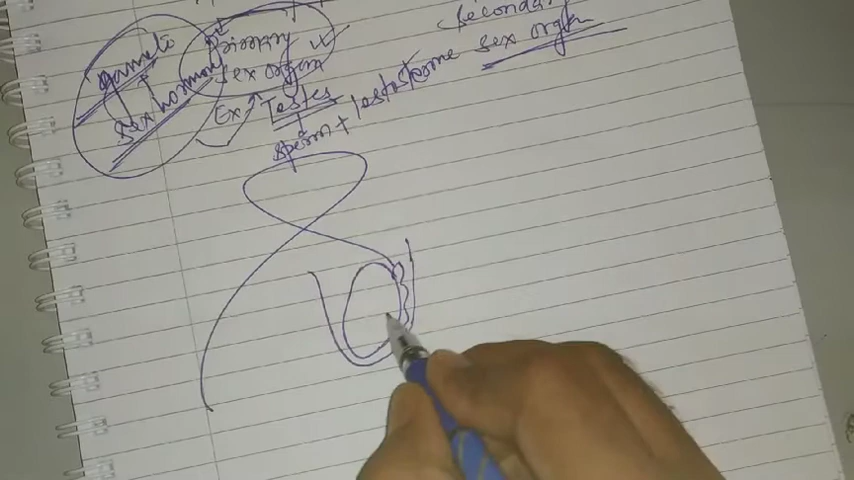 Secondary
Primary
gamete
sex organ
sex organ
Sex hormone
Ex
Testes
Sperm + Testosterone